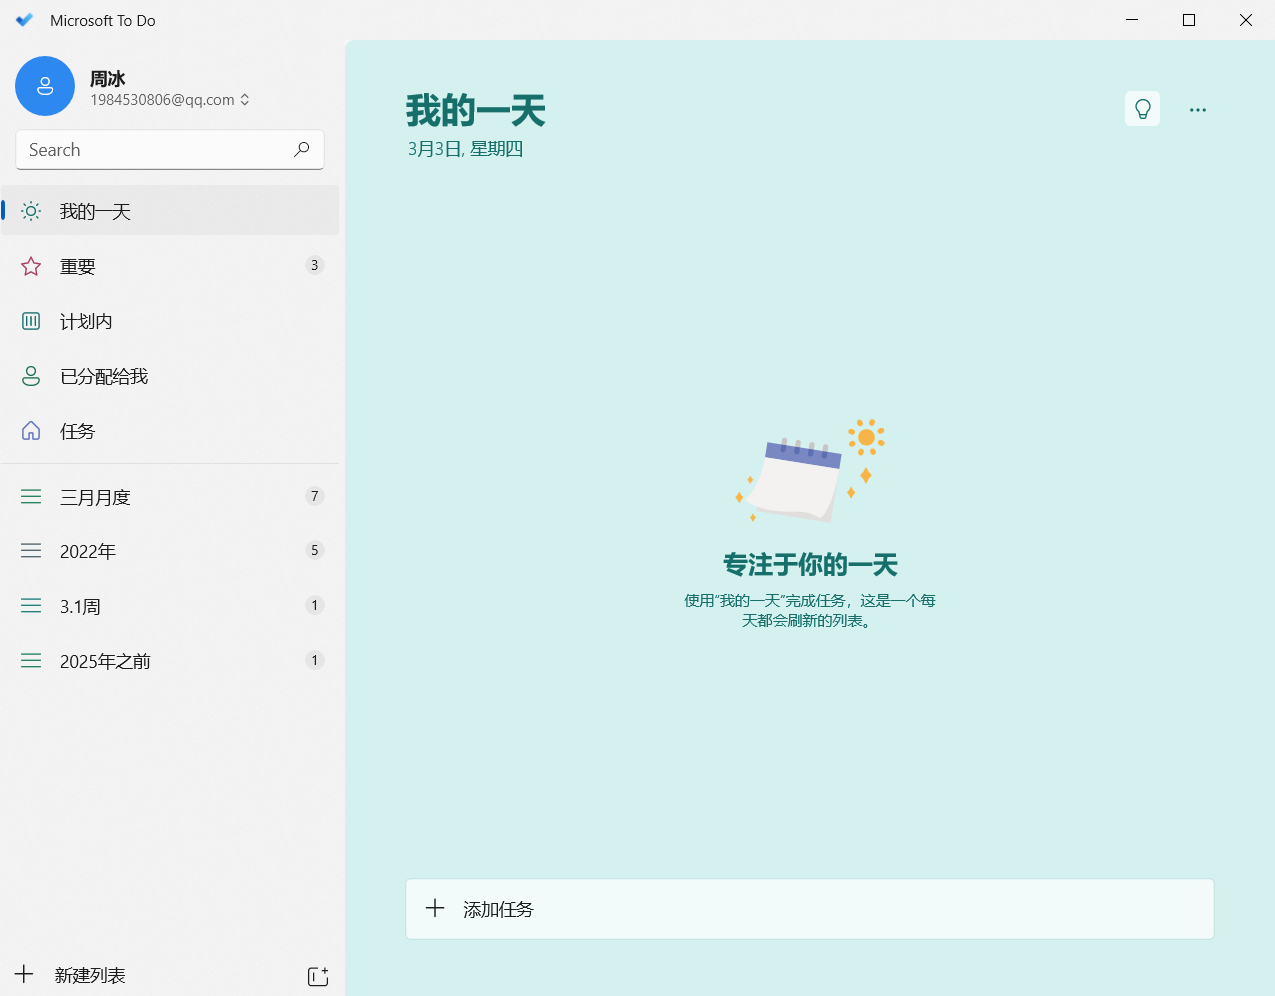 Microsoft To Do
周冰
1984530806@qq.com
Search
我的一天
重要
3
计划内
已分配给我
任务
三月月度
7
2022年
5
3.1周
1
2025年之前
1
新建列表
我的一天
3月3日, 星期四
专注于你的一天
使用“我的一天”完成任务，这是一个每
天都会刷新的列表。
添加任务